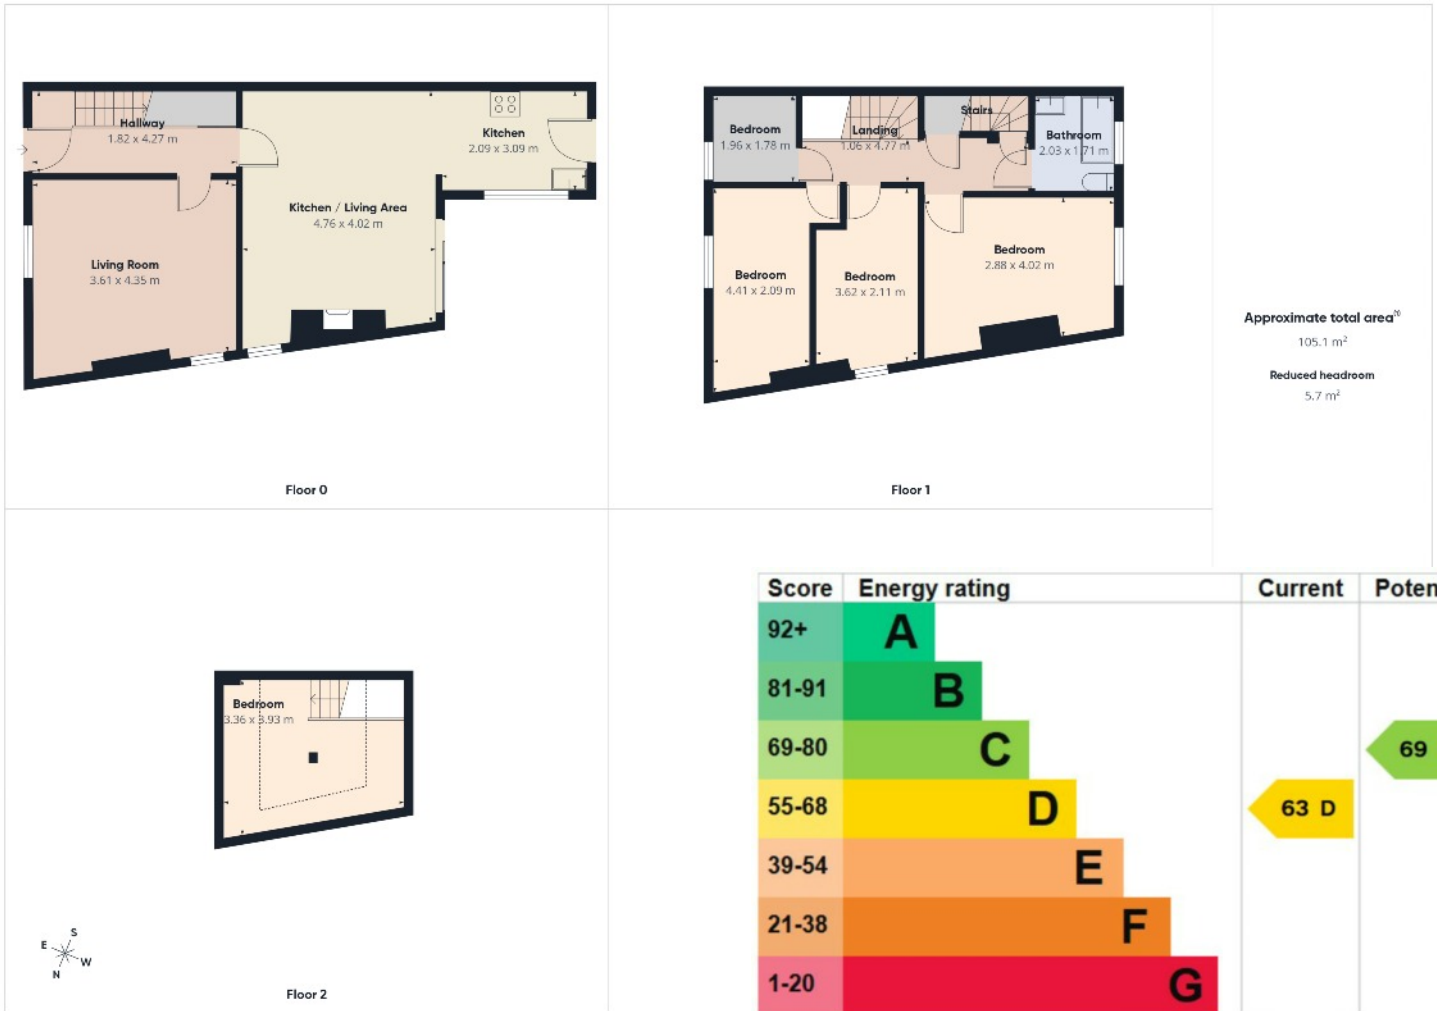 Hallway
1.82 x 4.27 m
Kitchen
2.09 x 3.09 m
Kitchen / Living Area
4.76 x 4.02 m
Living Room
3.61 x 4.35 m
Floor 0
Bedroom
1.96 x 1.78 m
Landing
1.06 x 4.77 m
Stairs
Bathroom
2.03 x 1.71 m
Bedroom
4.41 x 2.09 m
Bedroom
3.62 x 2.11 m
Bedroom
2.88 x 4.02 m
Floor 1
Approximate total area
105.1 m²
Reduced headroom
5.7 m²
Bedroom
3.36 x 3.93 m
S
E
W
N
Floor 2
Score Energy rating Current Poten
92+ A
81-91 B
69-80 C 69
55-68 D 63 D
39-54 E
21-38 F
1-20 G